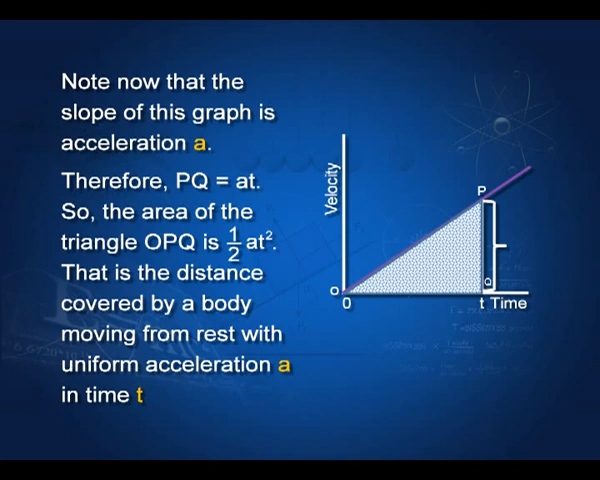 Note now that the
slope of this graph is
acceleration a.
Therefore, PQ = at.
So, the area of the
triangle OPQ is 1/2 at².
That is the distance
covered by a body
moving from rest with
uniform acceleration a
in time t
Velocity
P
O
Q
0
t Time